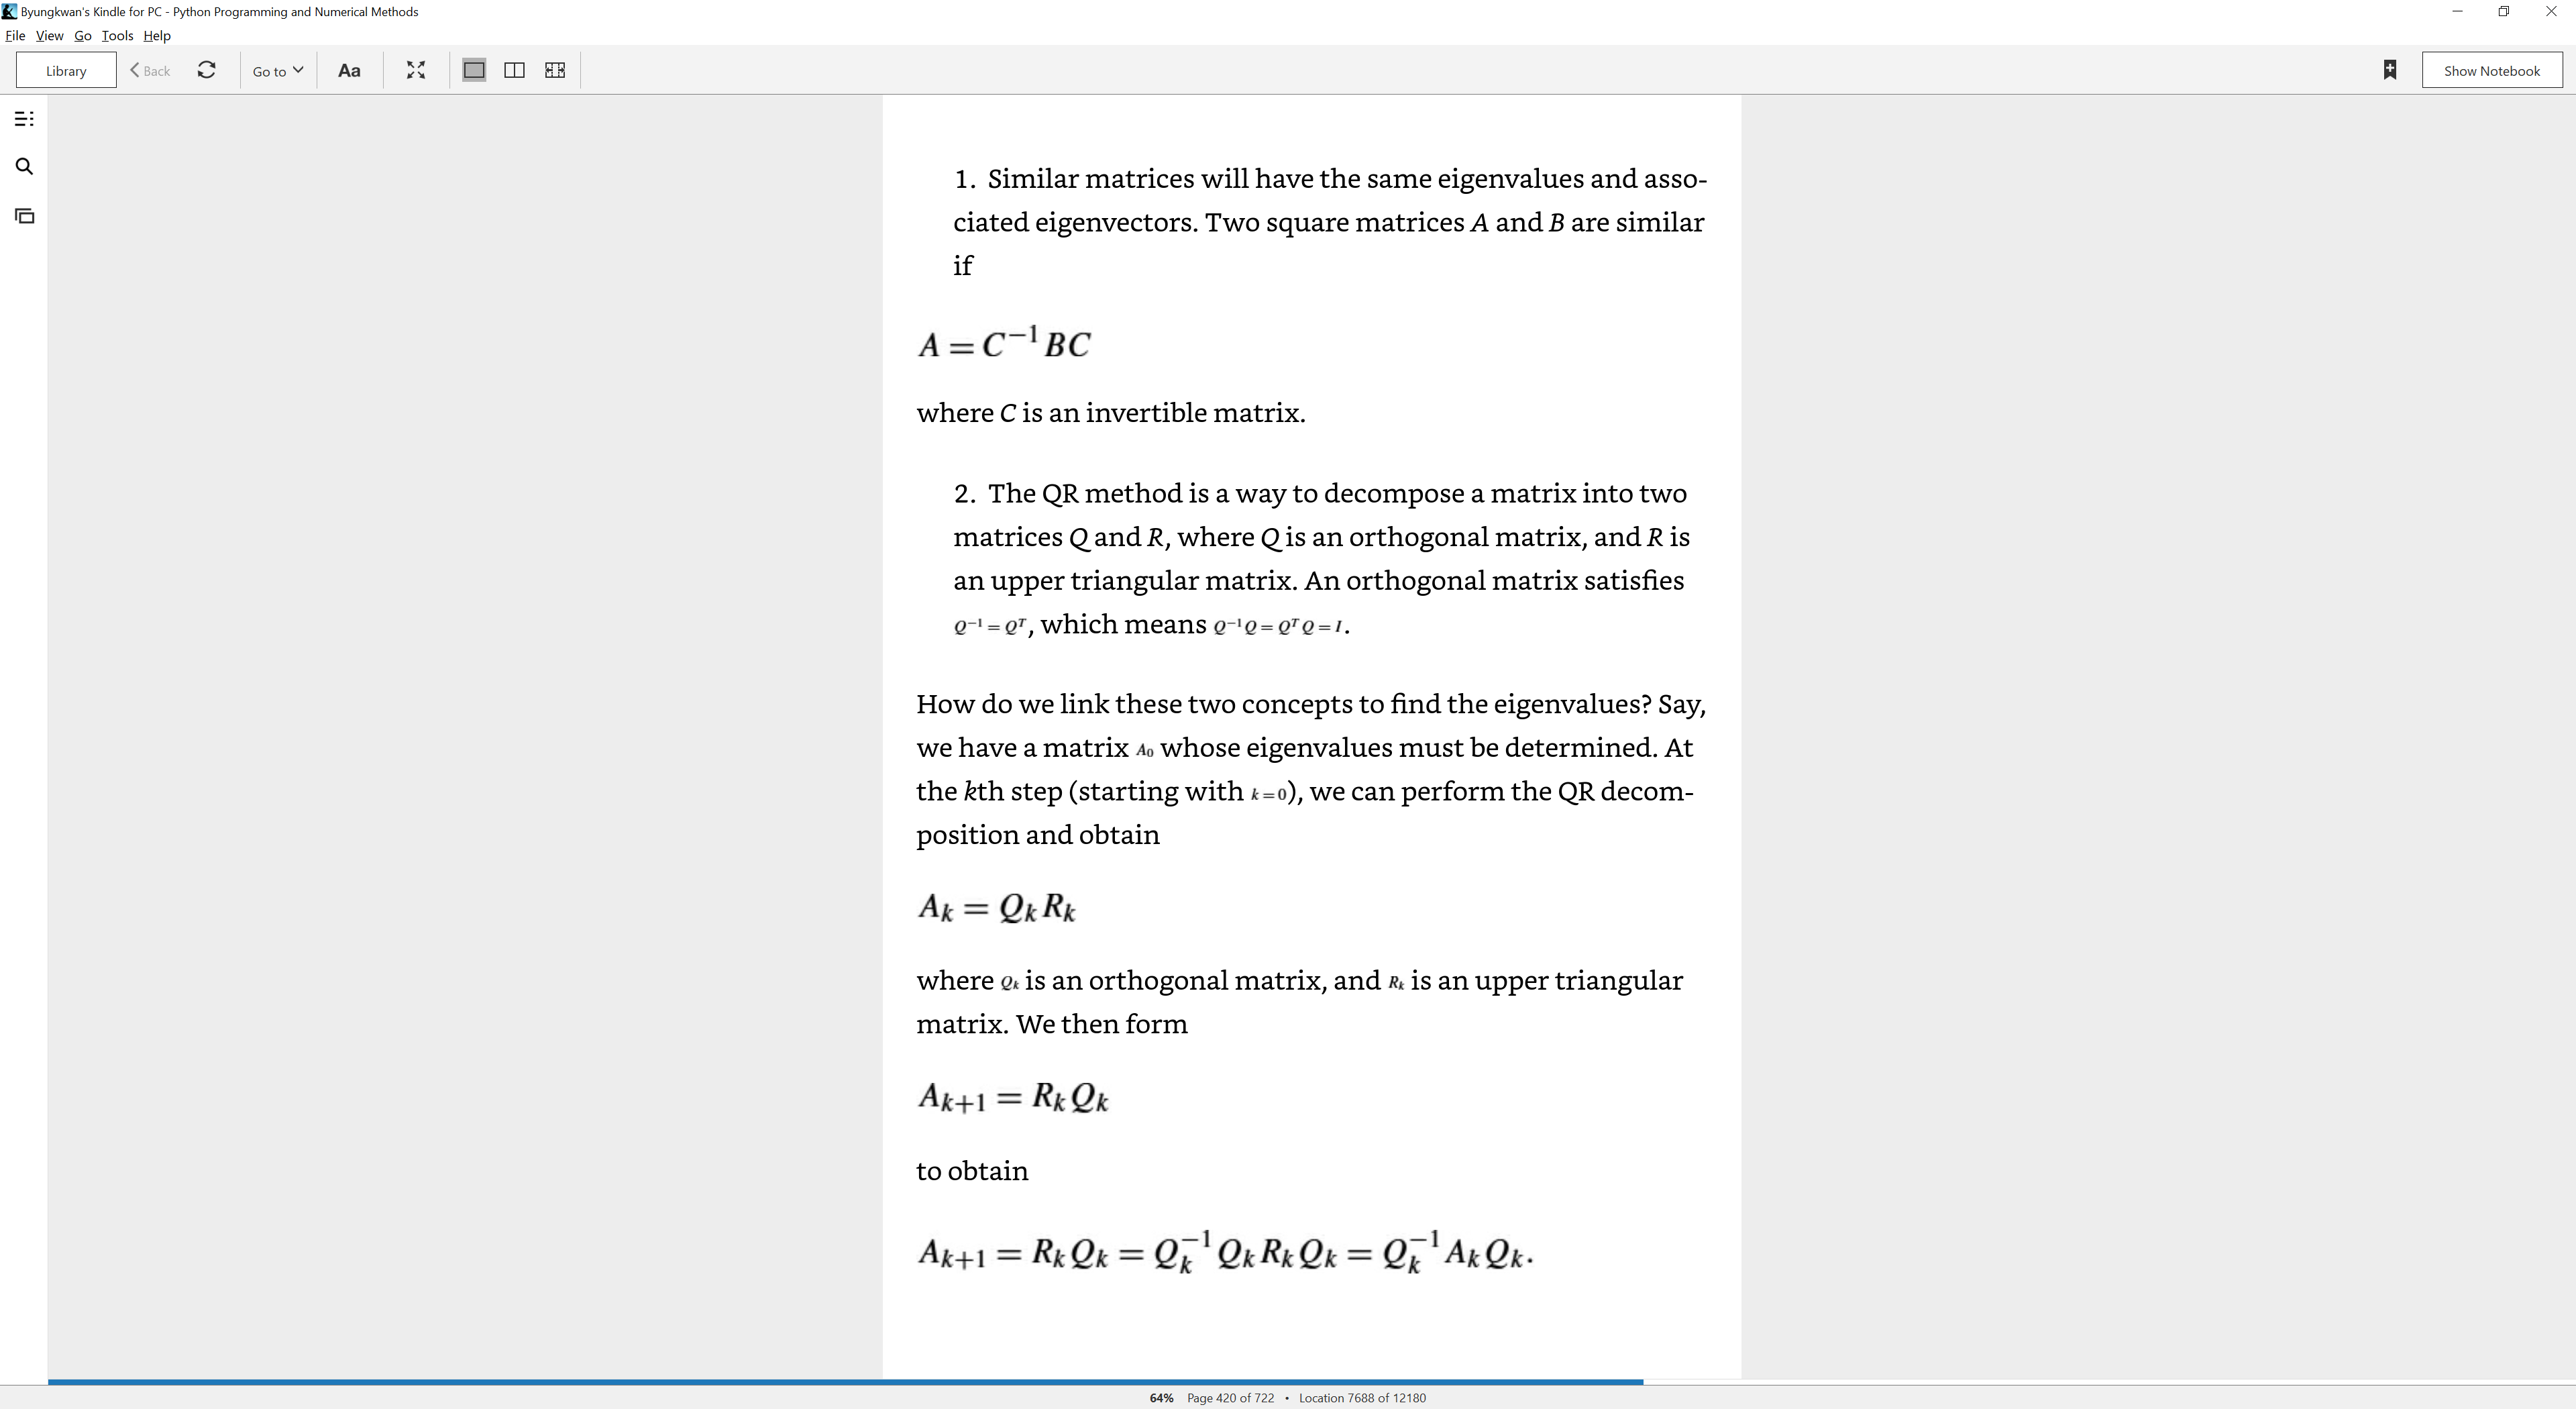 Byungkwan's Kindle for PC - Python Programming and Numerical Methods
File View Go Tools Help
Library Back Go to Aa Show Notebook
1. Similar matrices will have the same eigenvalues and asso-
ciated eigenvectors. Two square matrices A and B are similar
if
A = C⁻¹BC
where C is an invertible matrix.
2. The QR method is a way to decompose a matrix into two
matrices Q and R, where Q is an orthogonal matrix, and R is
an upper triangular matrix. An orthogonal matrix satisfies
Q⁻¹ = Qᵀ, which means Q⁻¹Q = QᵀQ = I.
How do we link these two concepts to find the eigenvalues? Say,
we have a matrix A₀ whose eigenvalues must be determined. At
the kth step (starting with k = 0), we can perform the QR decom-
position and obtain
Aₖ = QₖRₖ
where Qₖ is an orthogonal matrix, and Rₖ is an upper triangular
matrix. We then form
Aₖ₊₁ = RₖQₖ
to obtain
Aₖ₊₁ = RₖQₖ = Qₖ⁻¹QₖRₖQₖ = Qₖ⁻¹AₖQₖ.
64% Page 420 of 722 • Location 7688 of 12180